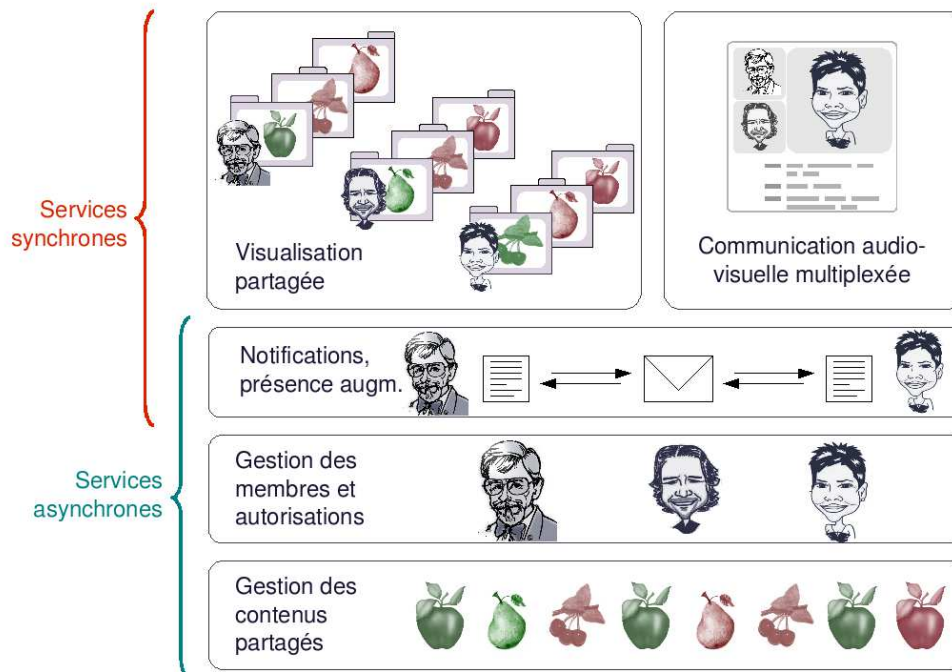 Services
synchrones
Visualisation
partagée
Communication audio-
visuelle multiplexée
Notifications,
présence augm.
Services
asynchrones
Gestion des
membres et
autorisations
Gestion des
contenus
partagés